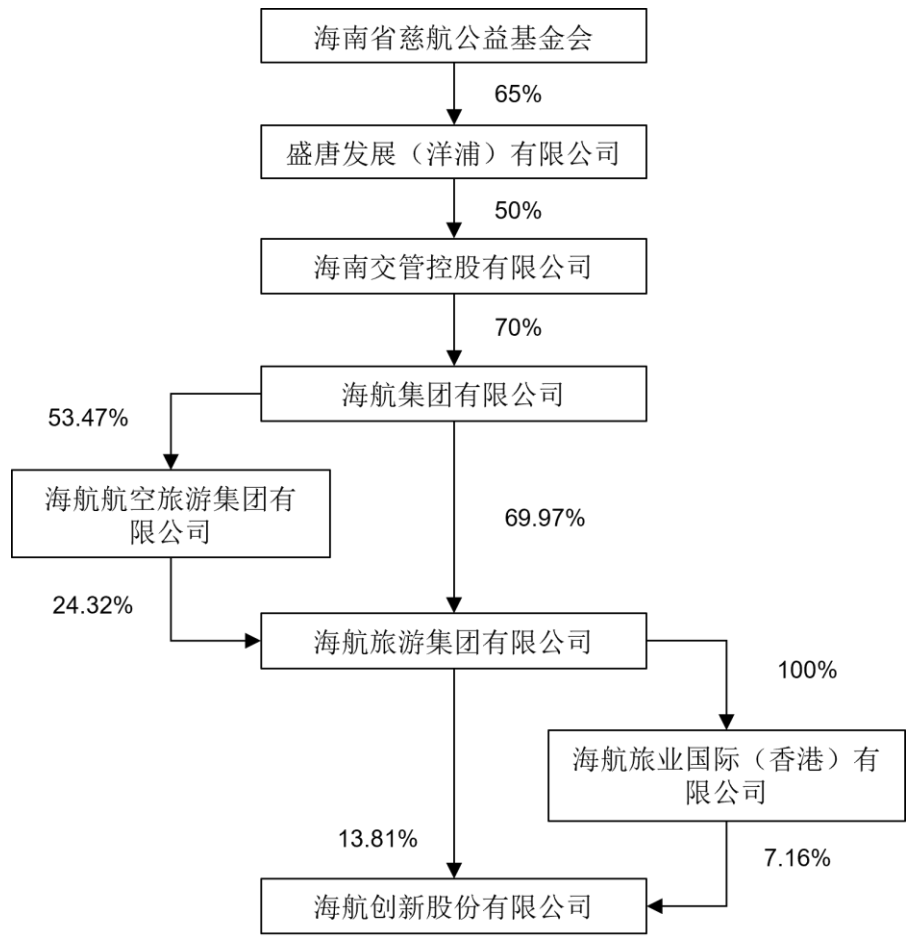 海南省慈航公益基金会
65%
盛唐发展（洋浦）有限公司
50%
海南交管控股有限公司
70%
海航集团有限公司
53.47%
海航航空旅游集团有
限公司
69.97%
24.32%
海航旅游集团有限公司
100%
海航旅业国际（香港）有
限公司
13.81%
7.16%
海航创新股份有限公司